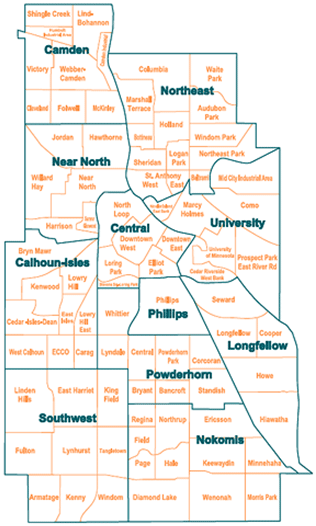 Shingle Creek
Lind-
Bohannon
Humboldt
Industrial Area
Camden Industrial
Camden
Victory
Webber-
Camden
Cleveland
Folwell
McKinley
Columbia
Waite
Park
Northeast
Marshall
Terrace
Audubon
Park
Holland
Bottineau
Windom Park
Logan
Park
Northeast Park
Sheridan
St. Anthony
West
St. Anthony
East
Beltrami
Mid City Industrial Area
Jordan
Hawthorne
Near North
Willard
Hay
Near
North
Harrison
Sumner
Glenwood
North
Loop
Nicollet Island
East Bank
Marcy
Holmes
Como
University
Central
Downtown
West
Downtown
East
University
of Minnesota
Prospect Park
East River Rd
Cedar Riverside
West Bank
Loring
Park
Elliot
Park
Stevens Square-Loring Park
Bryn Mawr
Calhoun-Isles
Kenwood
Lowry
Hill
Cedar-Isles-Dean
East
Isles
Lowry
Hill
East
West Calhoun
ECCO
Carag
Whittier
Lyndale
Phillips
Phillips
Seward
Longfellow
Cooper
Longfellow
Howe
Hiawatha
Central
Powderhorn
Park
Corcoran
Powderhorn
Bryant
Bancroft
Standish
Linden
Hills
East Harriet
King
Field
Southwest
Fulton
Lynhurst
Tangletown
Armatage
Kenny
Windom
Regina
Northrup
Ericsson
Field
Nokomis
Page
Hale
Keewaydin
Minnehaha
Diamond Lake
Wenonah
Morris Park